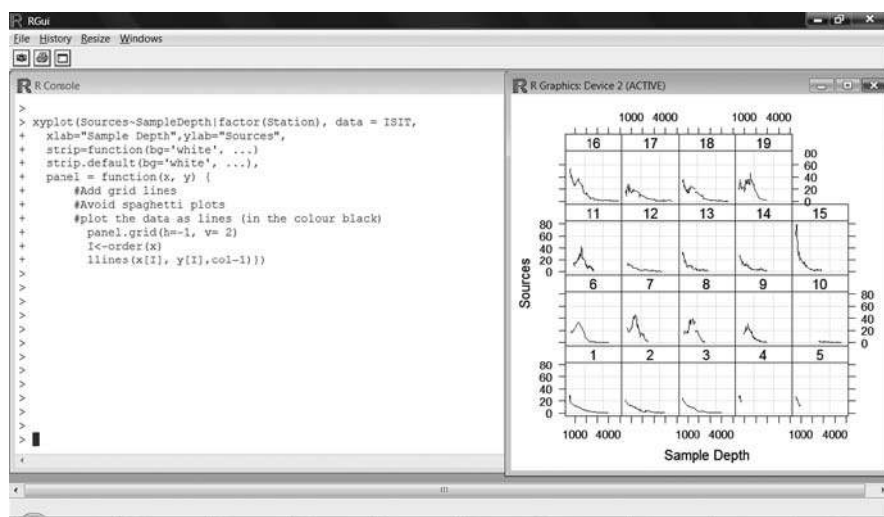 RGui
File History Resize Windows
R Console
>
> xyplot(Sources~SampleDepth|factor(Station), data = ISIT,
+ xlab="Sample Depth",ylab="Sources",
+ strip=function(bg='white', ...)
+ strip.default(bg='white', ...),
+ panel = function(x, y) {
+ #Add grid lines
+ #Avoid spaghetti plots
+ #plot the data as lines (in the colour black)
+ panel.grid(h=-1, v= 2)
+ I<-order(x)
+ llines(x[I], y[I],col=1)})
>
>
>
>
>
>
>
>
>
>
>
>
>
>
R Graphics: Device 2 (ACTIVE)
1000 4000 1000 4000
16 17 18 19
80
60
40
20
0
11 12 13 14 15
80
60
40
20
0
6 7 8 9 10
80
60
40
20
0
1 2 3 4 5
80
60
40
20
0
Sources
1000 4000 1000 4000 1000 4000
Sample Depth